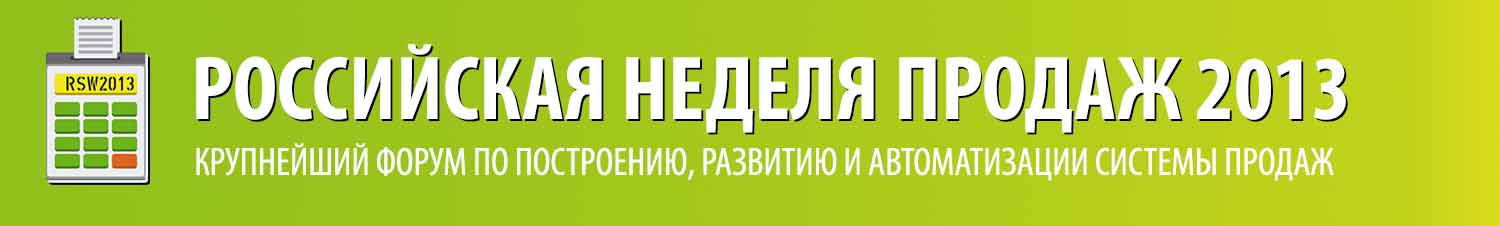 RSW2013
РОССИЙСКАЯ НЕДЕЛЯ ПРОДАЖ 2013
КРУПНЕЙШИЙ ФОРУМ ПО ПОСТРОЕНИЮ, РАЗВИТИЮ И АВТОМАТИЗАЦИИ СИСТЕМЫ ПРОДАЖ